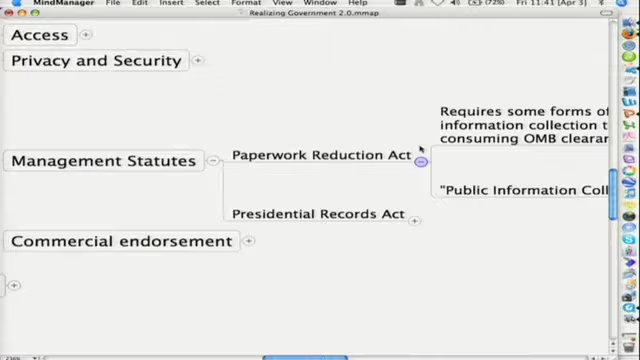 MindManager File Edit Insert Select Format View Window Help (72%) Fri 11:41 (Apr 3)
Realizing Government 2.0.mmap
Access
Privacy and Security
Requires some forms of
information collection t
consuming OMB clearan
Paperwork Reduction Act
Management Statutes
"Public Information Coll
Presidential Records Act
Commercial endorsement